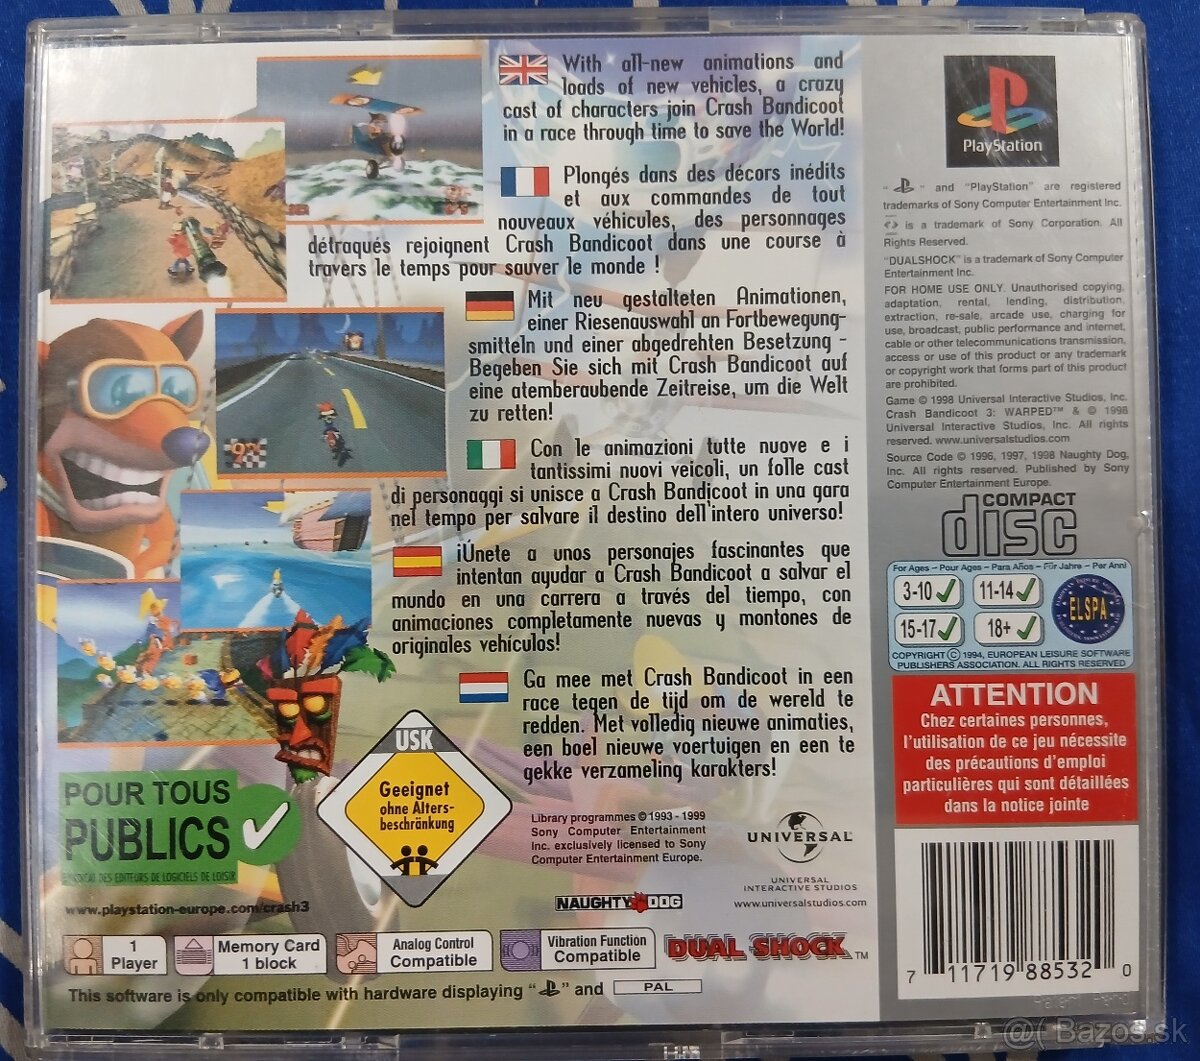 With all-new animations and
loads of new vehicles, a crazy
cast of characters join Crash Bandicoot
in a race through time to save the World!
Plongés dans des décors inédits
et aux commandes de tout
nouveaux véhicules, des personnages
détraqués rejoignent Crash Bandicoot dans une course à
travers le temps pour sauver le monde !
Mit neu gestalteten Animationen,
einer Riesenauswahl an Fortbewegung-
smitteln und einer abgedrehten Besetzung -
Begeben Sie sich mit Crash Bandicoot auf
eine atemberaubende Zeitreise, um die Welt
zu retten!
Con le animazioni tutte nuove e i
tantissimi nuovi veicoli, un folle cast
di personaggi si unisce a Crash Bandicoot in una gara
nel tempo per salvare il destino dell'intero universo!
¡Únete a unos personajes fascinantes que
intentan ayudar a Crash Bandicoot a salvar el
mundo en una carrera a través del tiempo, con
animaciones completamente nuevas y montones de
originales vehículos!
Ga mee met Crash Bandicoot in een
race tegen de tijd om de wereld te
redden. Met volledig nieuwe animaties,
een boel nieuwe voertuigen en een te
gekke verzameling karakters!
POUR TOUS
PUBLICS
SYNDICAT DES EDITEURS DE LOGICIELS DE LOISIR
www.playstation-europe.com/crash3
USK
Geeignet
ohne Alters-
beschränkung
Library programmes © 1993 - 1999
Sony Computer Entertainment
Inc. exclusively licensed to Sony
Computer Entertainment Europe.
NAUGHTY DOG
UNIVERSAL
UNIVERSAL
INTERACTIVE STUDIOS
www.universalstudios.com
1
Player
Memory Card
1 block
Analog Control
Compatible
Vibration Function
Compatible
DUAL SHOCK™
This software is only compatible with hardware displaying " " and PAL
PlayStation
" " and "PlayStation" are registered
trademarks of Sony Computer Entertainment Inc.
is a trademark of Sony Corporation. All
Rights Reserved.
"DUALSHOCK" is a trademark of Sony Computer
Entertainment Inc.
FOR HOME USE ONLY. Unauthorised copying,
adaptation, rental, lending, distribution,
extraction, re-sale, arcade use, charging for
use, broadcast, public performance and internet,
cable or other telecommunications transmission,
access or use of this product or any trademark
or copyright work that forms part of this product
are prohibited.
Game © 1998 Universal Interactive Studios, Inc.
Crash Bandicoot 3: WARPED™ & © 1998
Universal Interactive Studios, Inc. All rights
reserved. www.universalstudios.com
Source Code © 1996, 1997, 1998 Naughty Dog,
Inc. All rights reserved. Published by Sony
Computer Entertainment Europe.
COMPACT
disc
For Ages - Pour Ages - Para Años - Für Jahre - Per Anni
3-10 11-14
15-17 18+
ELSPA
COPYRIGHT © 1994, EUROPEAN LEISURE SOFTWARE
PUBLISHERS ASSOCIATION. ALL RIGHTS RESERVED
ATTENTION
Chez certaines personnes,
l'utilisation de ce jeu nécessite
des précautions d'emploi
particulières qui sont détaillées
dans la notice jointe
7 11719 88532 0
Bazos.sk